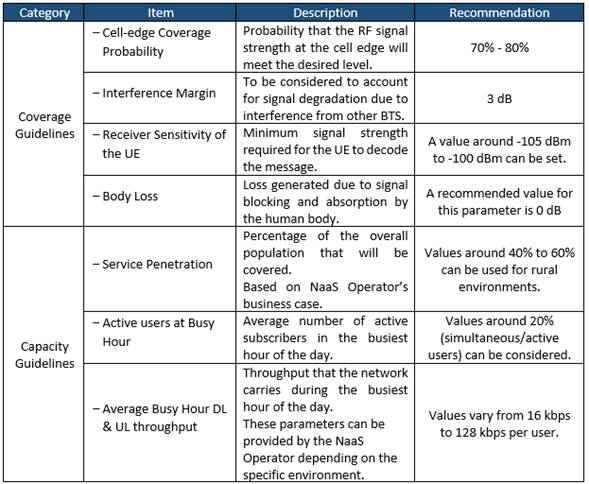 Category Item Description Recommendation
Coverage
Guidelines
– Cell-edge Coverage
Probability
Probability that the RF signal
strength at the cell edge will
meet the desired level.
70% - 80%
– Interference Margin
To be considered to account
for signal degradation due to
interference from other BTS.
3 dB
– Receiver Sensitivity of
the UE
Minimum signal strength
required for the UE to decode
the message.
A value around -105 dBm
to -100 dBm can be set.
– Body Loss
Loss generated due to signal
blocking and absorption by
the human body.
A recommended value for
this parameter is 0 dB
Capacity
Guidelines
– Service Penetration
Percentage of the overall
population that will be
covered.
Based on NaaS Operator's
business case.
Values around 40% to 60%
can be used for rural
environments.
– Active users at Busy
Hour
Average number of active
subscribers in the busiest
hour of the day.
Values around 20%
(simultaneous/active
users) can be considered.
– Average Busy Hour DL
& UL throughput
Throughput that the network
carries during the busiest
hour of the day.
These parameters can be
provided by the NaaS
Operator depending on the
specific environment.
Values vary from 16 kbps
to 128 kbps per user.